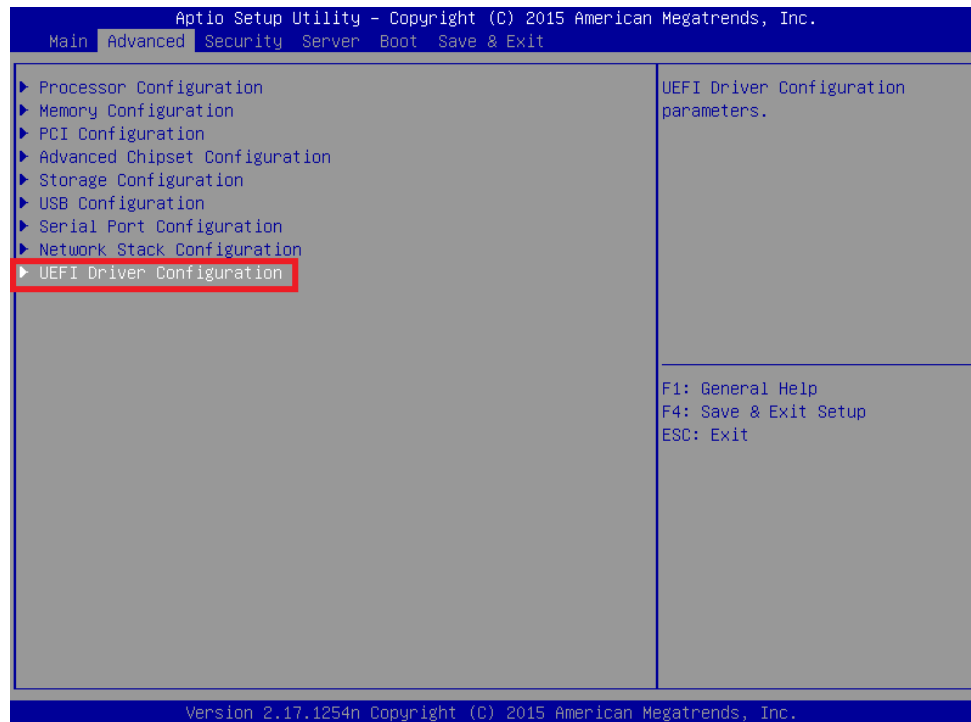 Aptio Setup Utility – Copyright (C) 2015 American Megatrends, Inc.
Main Advanced Security Server Boot Save & Exit
Processor Configuration
Memory Configuration
PCI Configuration
Advanced Chipset Configuration
Storage Configuration
USB Configuration
Serial Port Configuration
Network Stack Configuration
UEFI Driver Configuration
UEFI Driver Configuration
parameters.
F1: General Help
F4: Save & Exit Setup
ESC: Exit
Version 2.17.1254n Copyright (C) 2015 American Megatrends, Inc.